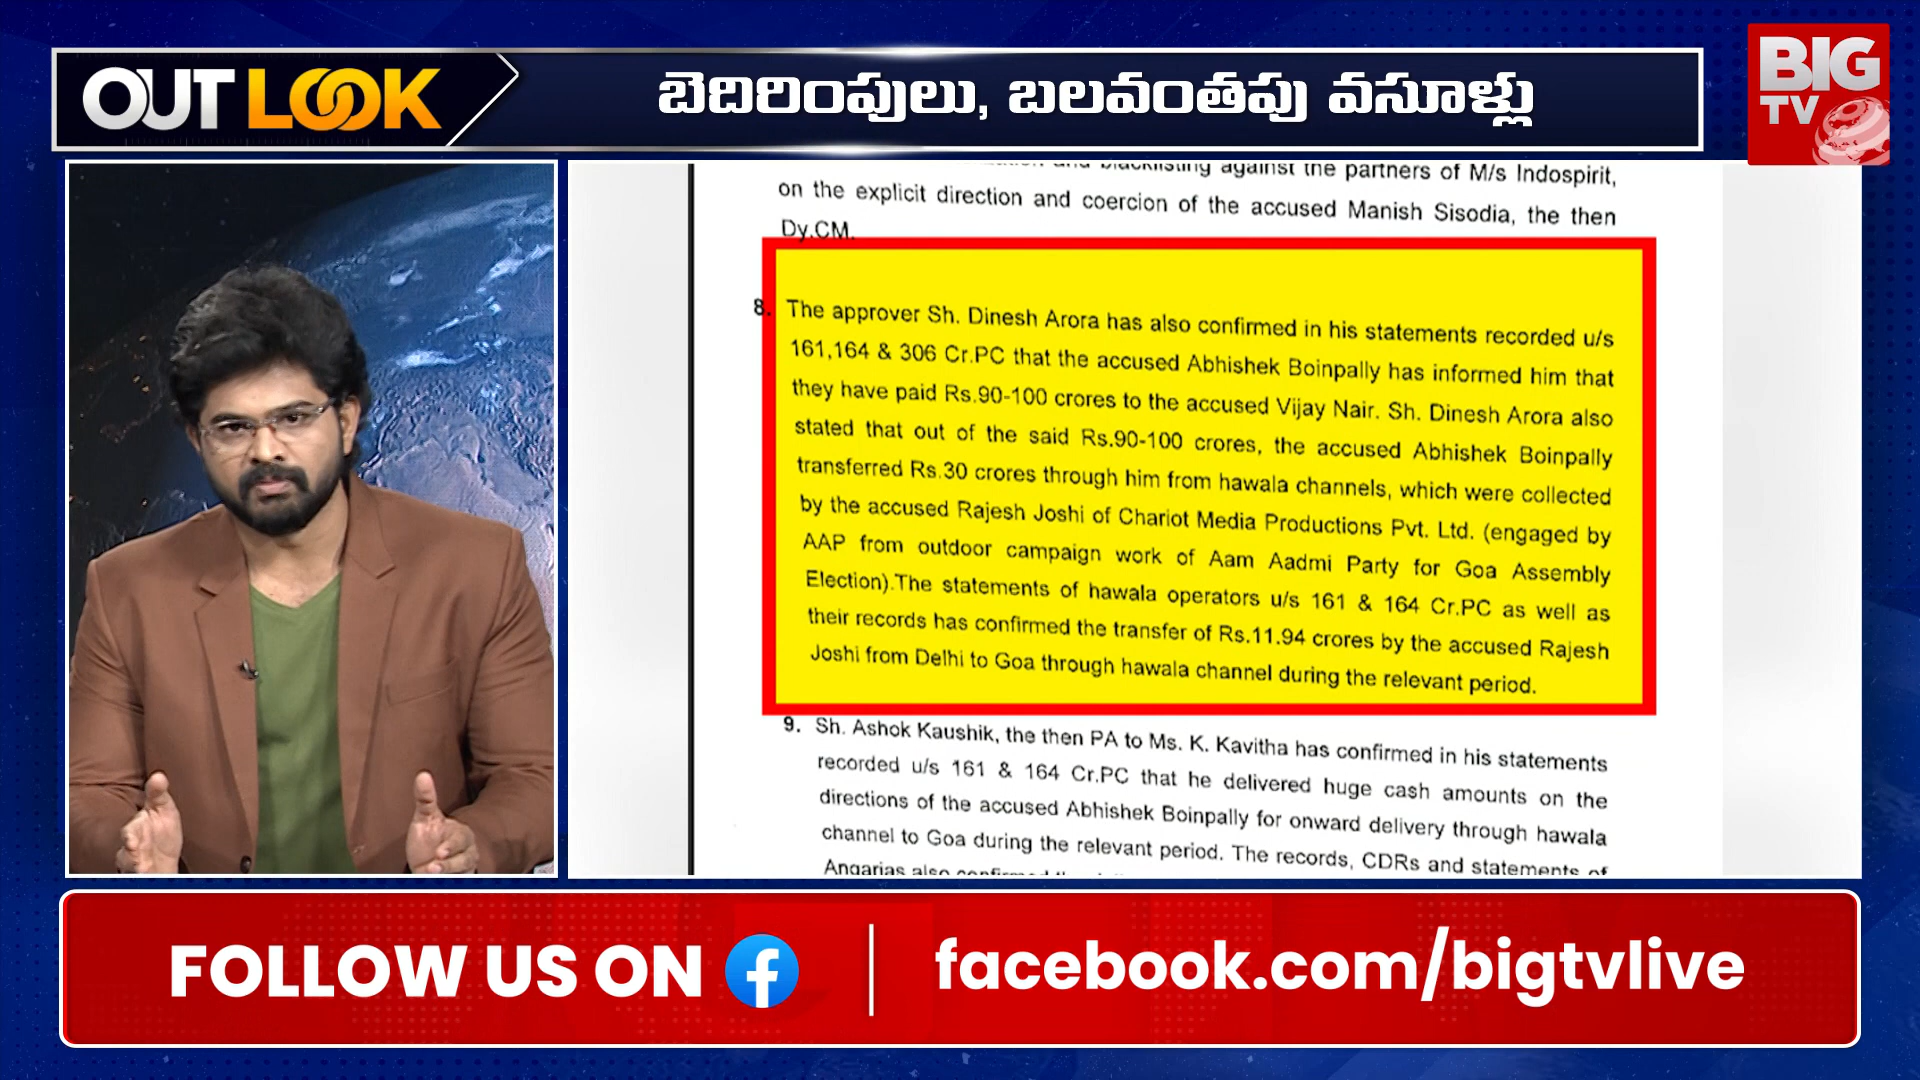 OUTLOOK
బెదిరింపులు, బలవంతపు వసూళ్లు
BIG
TV
and blacklisting against the partners of M/s Indospirit,
on the explicit direction and coercion of the accused Manish Sisodia, the then
Dy.CM.
8. The approver Sh. Dinesh Arora has also confirmed in his statements recorded u/s
161,164 & 306 Cr.PC that the accused Abhishek Boinpally has informed him that
they have paid Rs.90-100 crores to the accused Vijay Nair. Sh. Dinesh Arora also
stated that out of the said Rs.90-100 crores, the accused Abhishek Boinpally
transferred Rs.30 crores through him from hawala channels, which were collected
by the accused Rajesh Joshi of Chariot Media Productions Pvt. Ltd. (engaged by
AAP from outdoor campaign work of Aam Aadmi Party for Goa Assembly
Election).The statements of hawala operators u/s 161 & 164 Cr.PC as well as
their records has confirmed the transfer of Rs.11.94 crores by the accused Rajesh
Joshi from Delhi to Goa through hawala channel during the relevant period.
9. Sh. Ashok Kaushik, the then PA to Ms. K. Kavitha has confirmed in his statements
recorded u/s 161 & 164 Cr.PC that he delivered huge cash amounts on the
directions of the accused Abhishek Boinpally for onward delivery through hawala
channel to Goa during the relevant period. The records, CDRs and statements of
Angarias also confirmed
FOLLOW US ON
facebook.com/bigtvlive